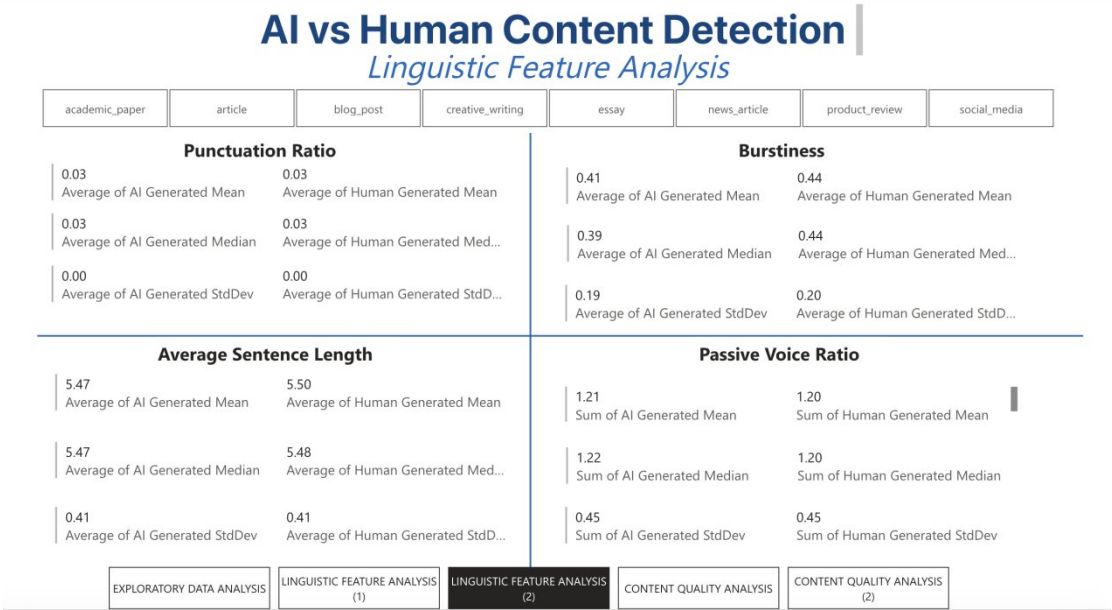 AI vs Human Content Detection
Linguistic Feature Analysis
academic_paper
article
blog_post
creative_writing
essay
news_article
product_review
social_media
Punctuation Ratio
0.03
Average of AI Generated Mean
0.03
Average of Human Generated Mean
0.03
Average of AI Generated Median
0.03
Average of Human Generated Med...
0.00
Average of AI Generated StdDev
0.00
Average of Human Generated StdD...
Burstiness
0.41
Average of AI Generated Mean
0.44
Average of Human Generated Mean
0.39
Average of AI Generated Median
0.44
Average of Human Generated Med...
0.19
Average of AI Generated StdDev
0.20
Average of Human Generated StdD...
Average Sentence Length
5.47
Average of AI Generated Mean
5.50
Average of Human Generated Mean
5.47
Average of AI Generated Median
5.48
Average of Human Generated Med...
0.41
Average of AI Generated StdDev
0.41
Average of Human Generated StdD...
Passive Voice Ratio
1.21
Sum of AI Generated Mean
1.20
Sum of Human Generated Mean
1.22
Sum of AI Generated Median
1.20
Sum of Human Generated Median
0.45
Sum of AI Generated StdDev
0.45
Sum of Human Generated StdDev
EXPLORATORY DATA ANALYSIS
LINGUISTIC FEATURE ANALYSIS
(1)
LINGUISTIC FEATURE ANALYSIS
(2)
CONTENT QUALITY ANALYSIS
CONTENT QUALITY ANALYSIS
(2)